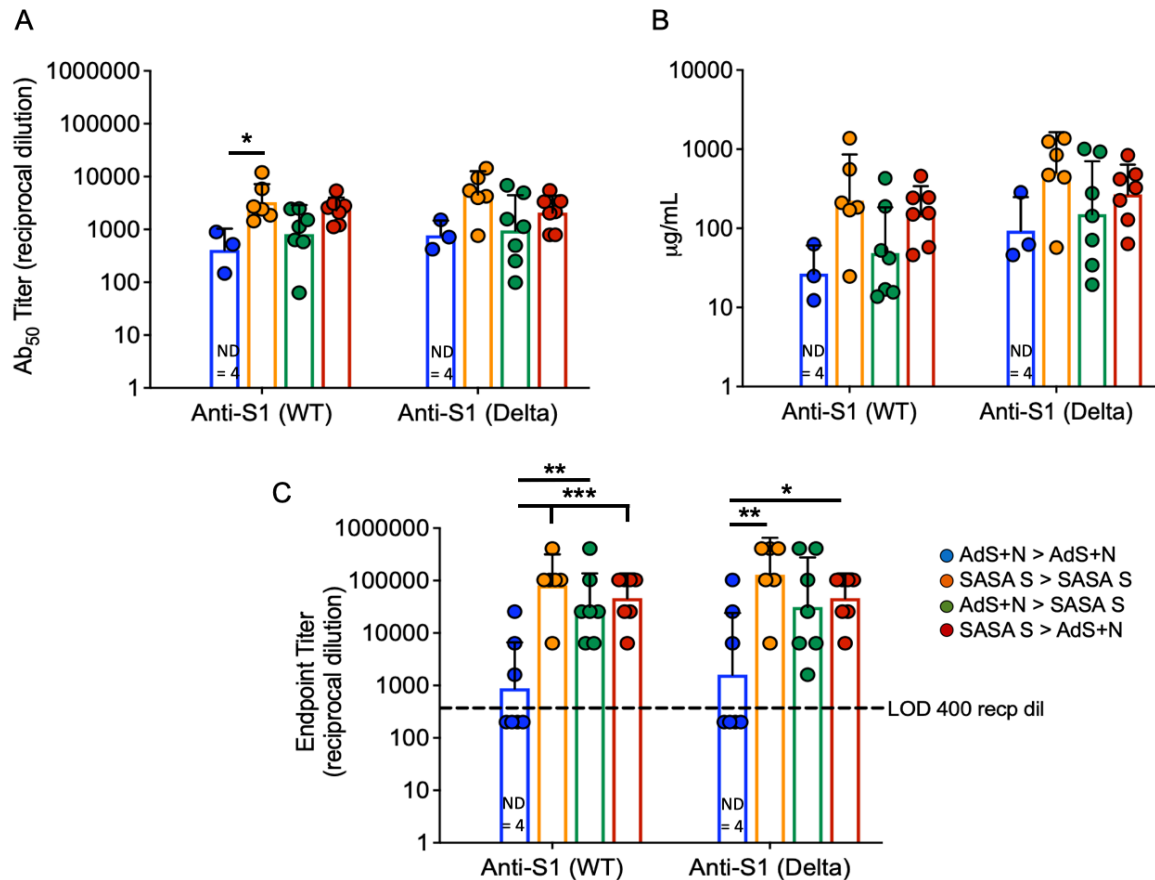 A
Ab50 Titer (reciprocal dilution)
1000000
100000
10000
1000
100
10
1
*
ND
= 4
ND
= 4
Anti-S1 (WT)
Anti-S1 (Delta)
B
µg/mL
10000
1000
100
10
1
ND
= 4
Anti-S1 (WT)
Anti-S1 (Delta)
C
Endpoint Titer
(reciprocal dilution)
1000000
100000
10000
1000
100
10
1
**
***
*
**
LOD 400 recp dil
ND
= 4
ND
= 4
Anti-S1 (WT)
Anti-S1 (Delta)
AdS+N > AdS+N
SASA S > SASA S
AdS+N > SASA S
SASA S > AdS+N